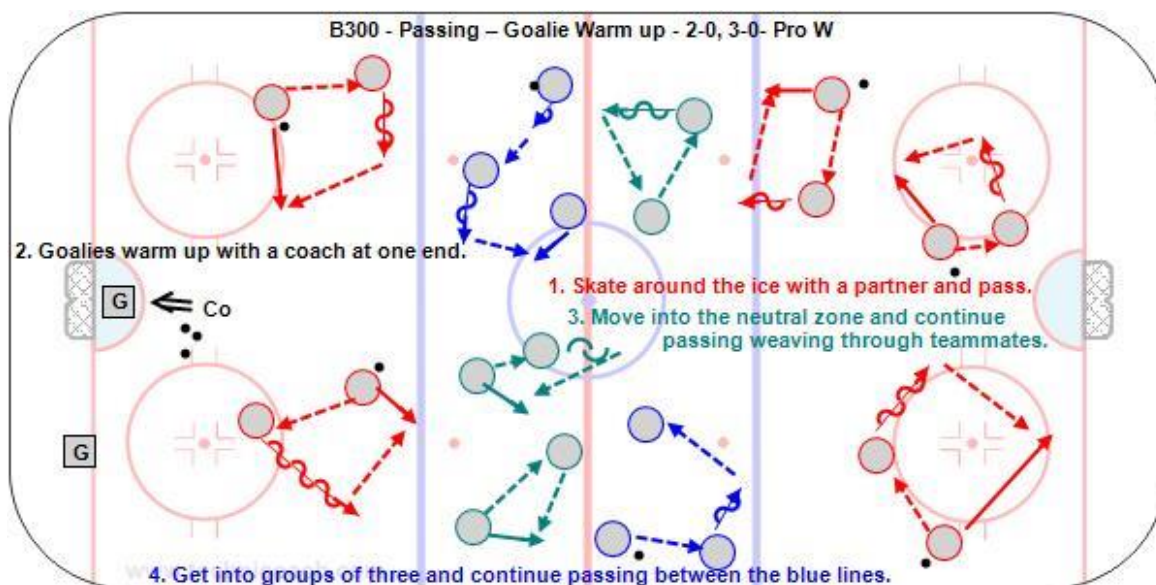 B300 - Passing – Goalie Warm up - 2-0, 3-0- Pro W
2. Goalies warm up with a coach at one end.
G
Co
1. Skate around the ice with a partner and pass.
3. Move into the neutral zone and continue
passing weaving through teammates.
G
4. Get into groups of three and continue passing between the blue lines.